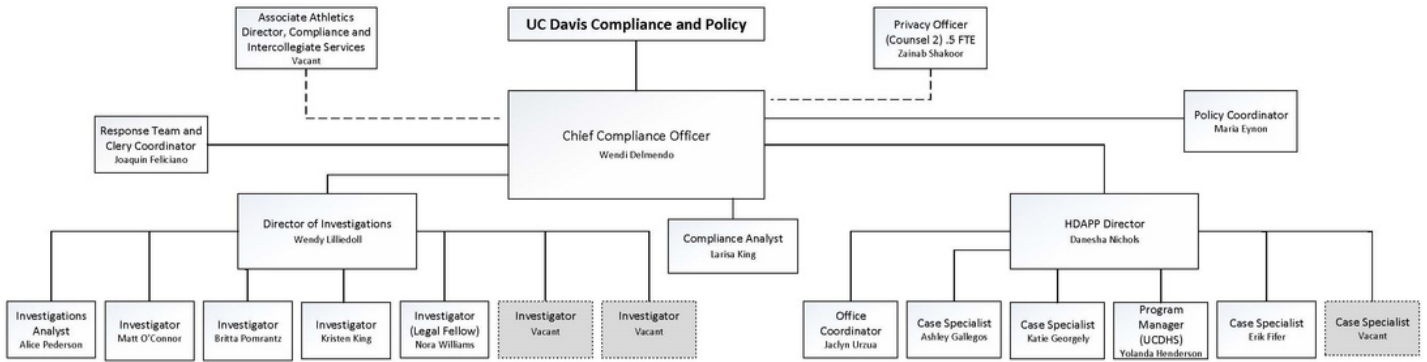 Associate Athletics
Director, Compliance and
Intercollegiate Services
Vacant
UC Davis Compliance and Policy
Privacy Officer
(Counsel 2) .5 FTE
Zainab Shakoor
Response Team and
Clery Coordinator
Joaquin Feliciano
Chief Compliance Officer
Wendi Delmendo
Policy Coordinator
Maria Eynon
Director of Investigations
Wendy Lilliedoll
Compliance Analyst
Larisa King
HDAPP Director
Danesha Nichols
Investigations
Analyst
Alice Pederson
Investigator
Matt O'Connor
Investigator
Britta Pomrantz
Investigator
Kristen King
Investigator
(Legal Fellow)
Nora Williams
Investigator
Vacant
Investigator
Vacant
Office
Coordinator
Jaclyn Urzua
Case Specialist
Ashley Gallegos
Case Specialist
Katie Georgely
Program
Manager
(UCDHS)
Yolanda Henderson
Case Specialist
Erik Fifer
Case Specialist
Vacant